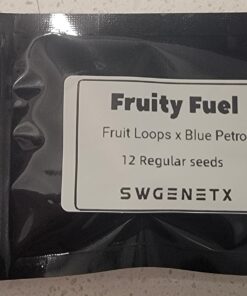 Fruity Fuel
Fruit Loops x Blue Petro
12 Regular seeds
SWGENETX